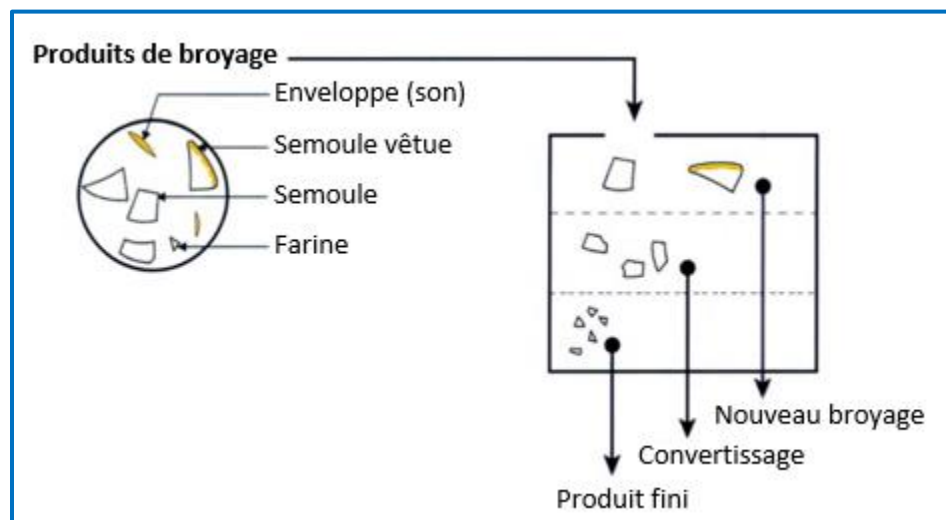 Produits de broyage
Enveloppe (son)
Semoule vêtue
Semoule
Farine
Nouveau broyage
Convertissage
Produit fini